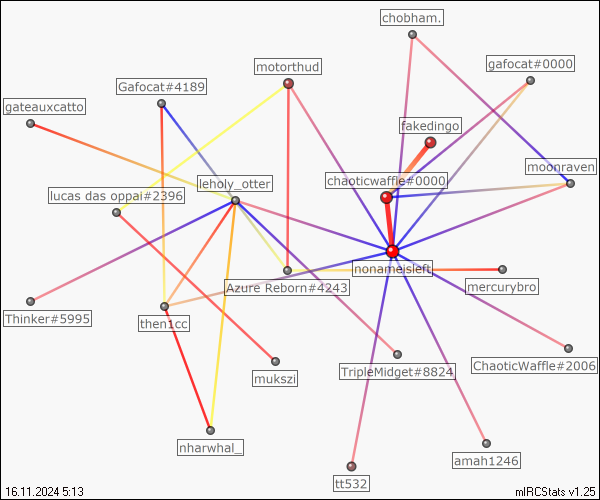 chobham.
motorthud
gafocat#0000
Gafocat#4189
gateauxcatto
fakedingo
moonraven
chaoticwaffle#0000
leholy_otter
lucas das oppai#2396
nonameisleft
Azure Reborn#4243
mercurybro
Thinker#5995
then1cc
ChaoticWaffle#2006
TripleMidget#8824
mukszi
nharwhal_
amah1246
tt532
16.11.2024 5:13
mIRCStats v1.25